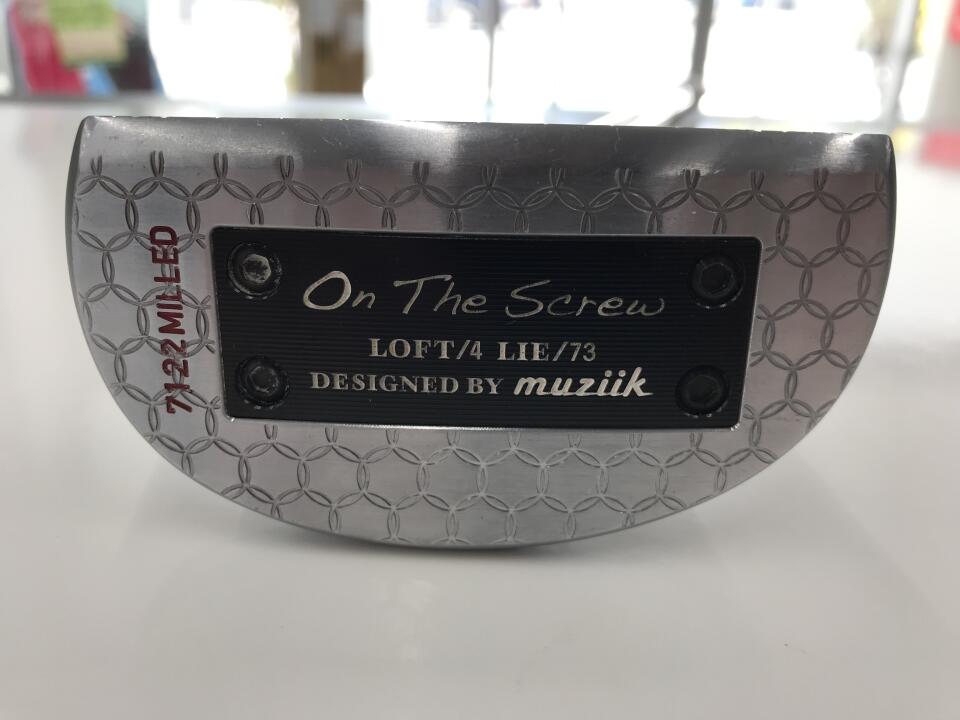 7122 MILLED
On The Screw
LOFT/4 LIE/73
DESIGNED BY muziik